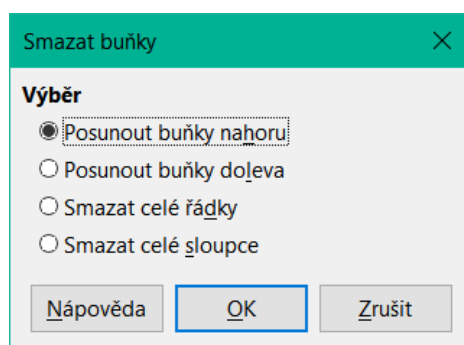 Smazat buňky
Výběr
Posunout buňky nahoru
Posunout buňky doleva
Smazat celé řádky
Smazat celé sloupce
Nápověda OK Zrušit